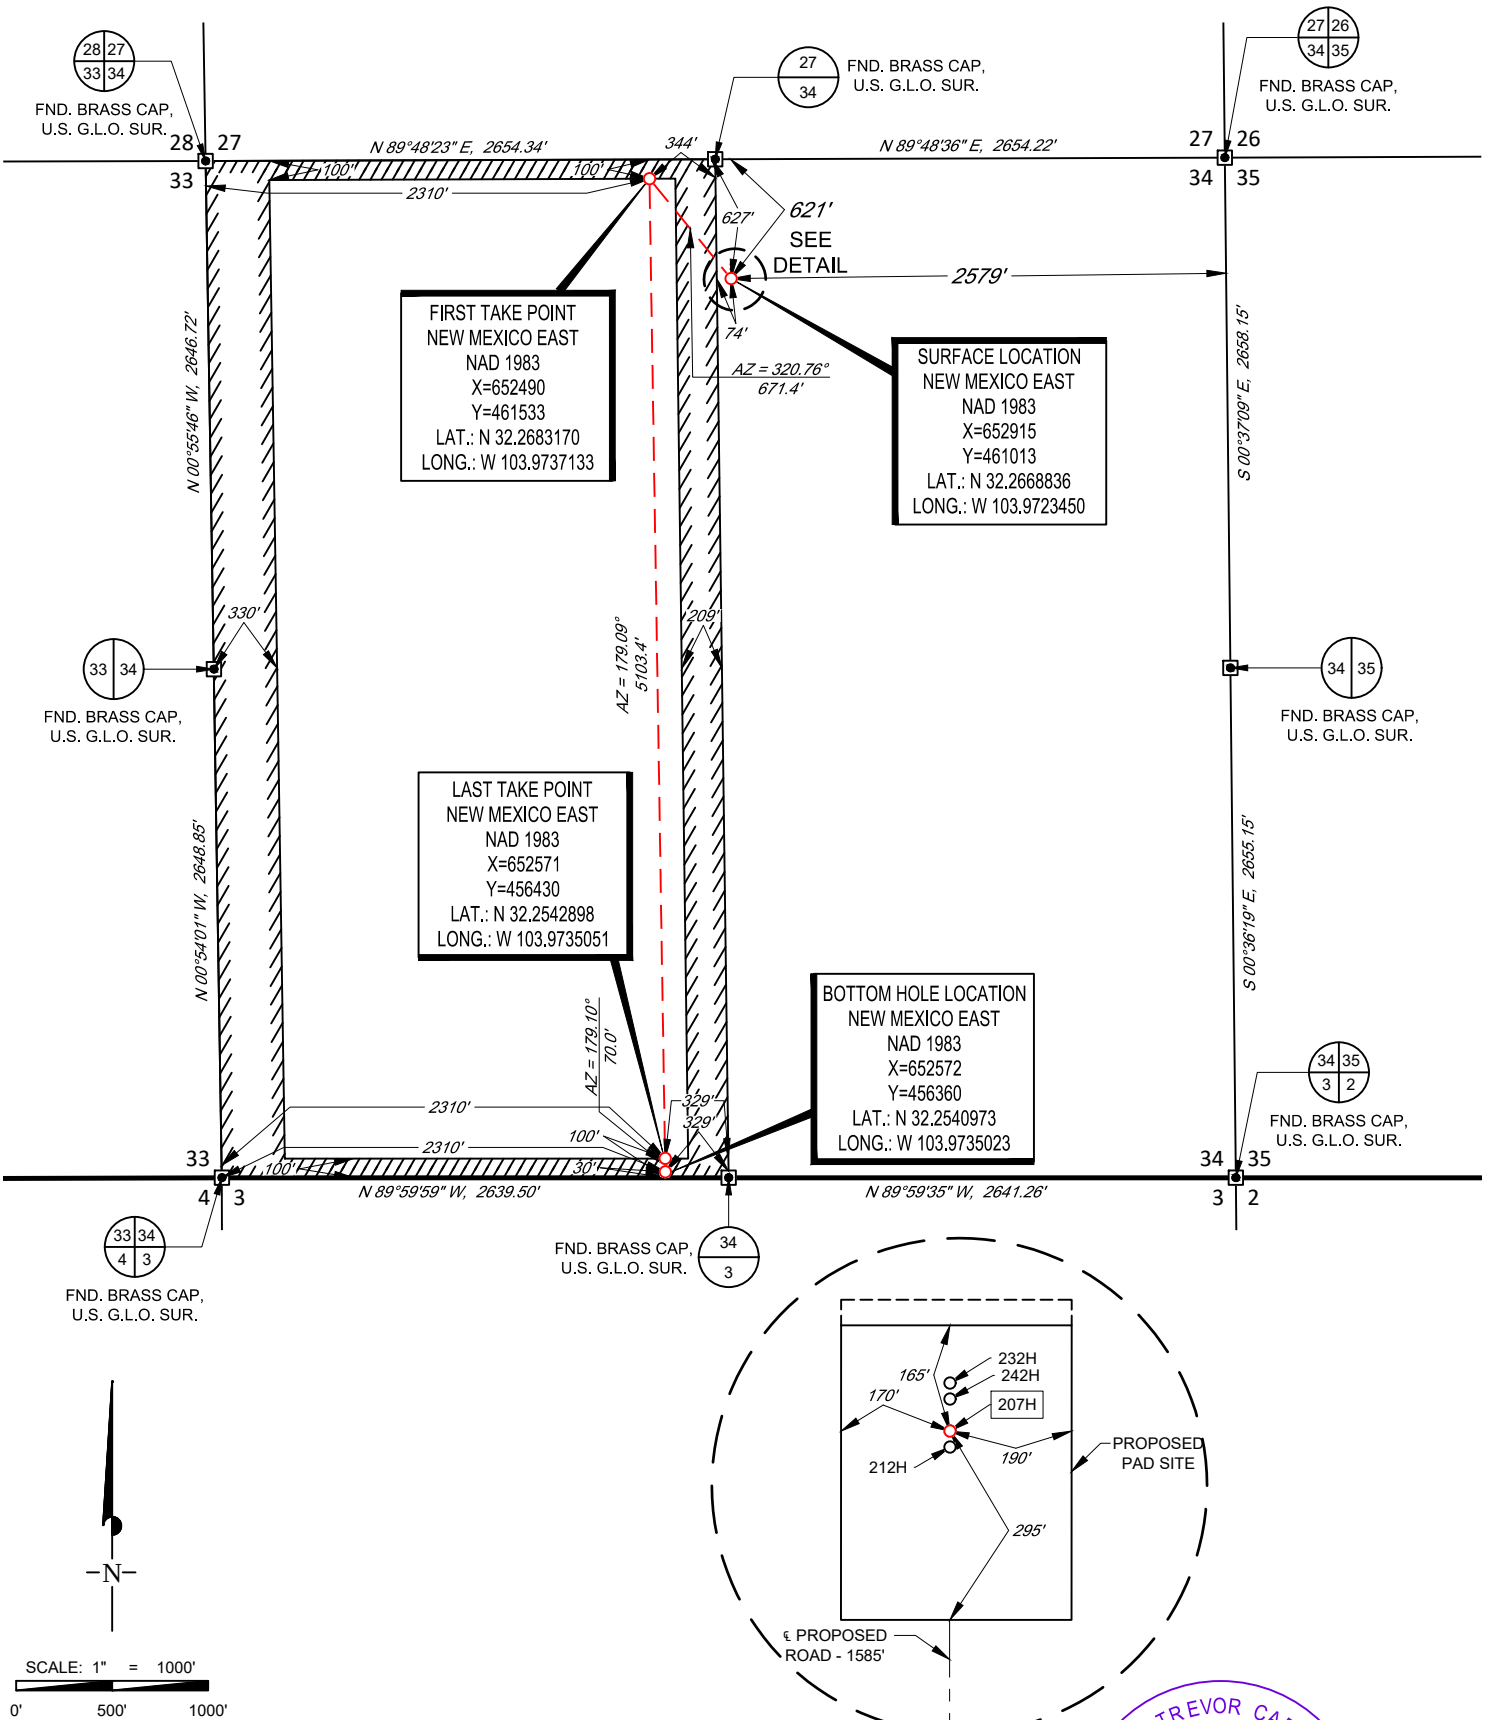 28 27
33 34
FND. BRASS CAP,
U.S. G.L.O. SUR.
27
34
FND. BRASS CAP,
U.S. G.L.O. SUR.
27 26
34 35
FND. BRASS CAP,
U.S. G.L.O. SUR.
28 27
33
N 89°48'23" E, 2654.34'
344'
N 89°48'36" E, 2654.22'
27 26
34 35
100'
100'
2310'
627'
621'
SEE
DETAIL
2579'
74'
AZ = 320.76°
671.4'
FIRST TAKE POINT
NEW MEXICO EAST
NAD 1983
X=652490
Y=461533
LAT.: N 32.2683170
LONG.: W 103.9737133
SURFACE LOCATION
NEW MEXICO EAST
NAD 1983
X=652915
Y=461013
LAT.: N 32.2668836
LONG.: W 103.9723450
N 00°55'46" W, 2646.72'
S 00°37'09" E, 2658.15'
330'
209'
AZ = 179.09°
5103.4'
33 34
FND. BRASS CAP,
U.S. G.L.O. SUR.
34 35
FND. BRASS CAP,
U.S. G.L.O. SUR.
LAST TAKE POINT
NEW MEXICO EAST
NAD 1983
X=652571
Y=456430
LAT.: N 32.2542898
LONG.: W 103.9735051
N 00°54'01" W, 2648.85'
S 00°36'19" E, 2655.15'
AZ = 179.10°
70.0'
BOTTOM HOLE LOCATION
NEW MEXICO EAST
NAD 1983
X=652572
Y=456360
LAT.: N 32.2540973
LONG.: W 103.9735023
34 35
3 2
FND. BRASS CAP,
U.S. G.L.O. SUR.
2310'
329'
329'
2310'
100'
100'
30'
33
4 3
N 89°59'59" W, 2639.50'
N 89°59'35" W, 2641.26'
34 35
3 2
33 34
4 3
FND. BRASS CAP,
U.S. G.L.O. SUR.
FND. BRASS CAP,
U.S. G.L.O. SUR.
34
3
232H
242H
207H
212H
165'
170'
190'
295'
PROPOSED
PAD SITE
℄ PROPOSED
ROAD - 1585'
-N-
SCALE: 1" = 1000'
0' 500' 1000'
TREVOR